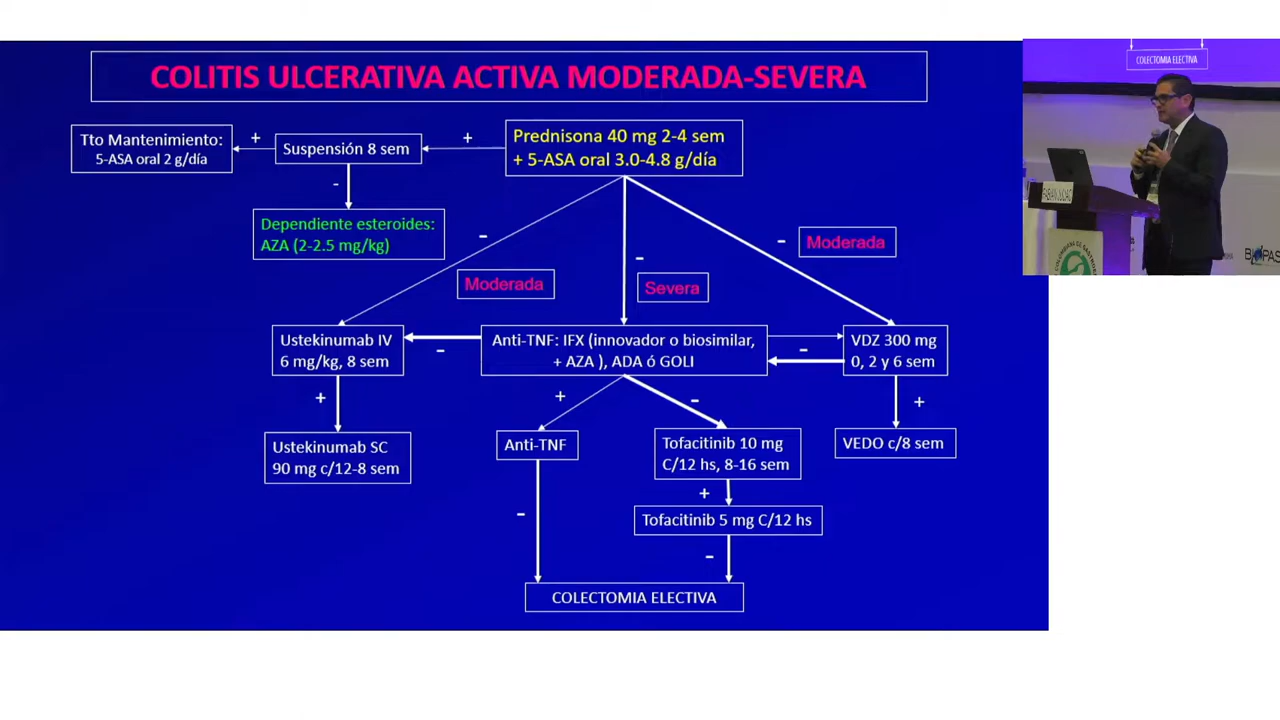 COLITIS ULCERATIVA ACTIVA MODERADA-SEVERA
Tto Mantenimiento:
5-ASA oral 2 g/día
+
Suspensión 8 sem
+
Prednisona 40 mg 2-4 sem
+ 5-ASA oral 3.0-4.8 g/día
-
Dependiente esteroides:
AZA (2-2.5 mg/kg)
-
Moderada
-
Severa
-
Moderada
Ustekinumab IV
6 mg/kg, 8 sem
-
Anti-TNF: IFX (innovador o biosimilar,
+ AZA ), ADA ó GOLI
-
VDZ 300 mg
0, 2 y 6 sem
+
Ustekinumab SC
90 mg c/12-8 sem
+
Anti-TNF
-
Tofacitinib 10 mg
C/12 hs, 8-16 sem
+
VEDO c/8 sem
+
Tofacitinib 5 mg C/12 hs
-
-
COLECTOMIA ELECTIVA
COLECTOMIA ELECTIVA